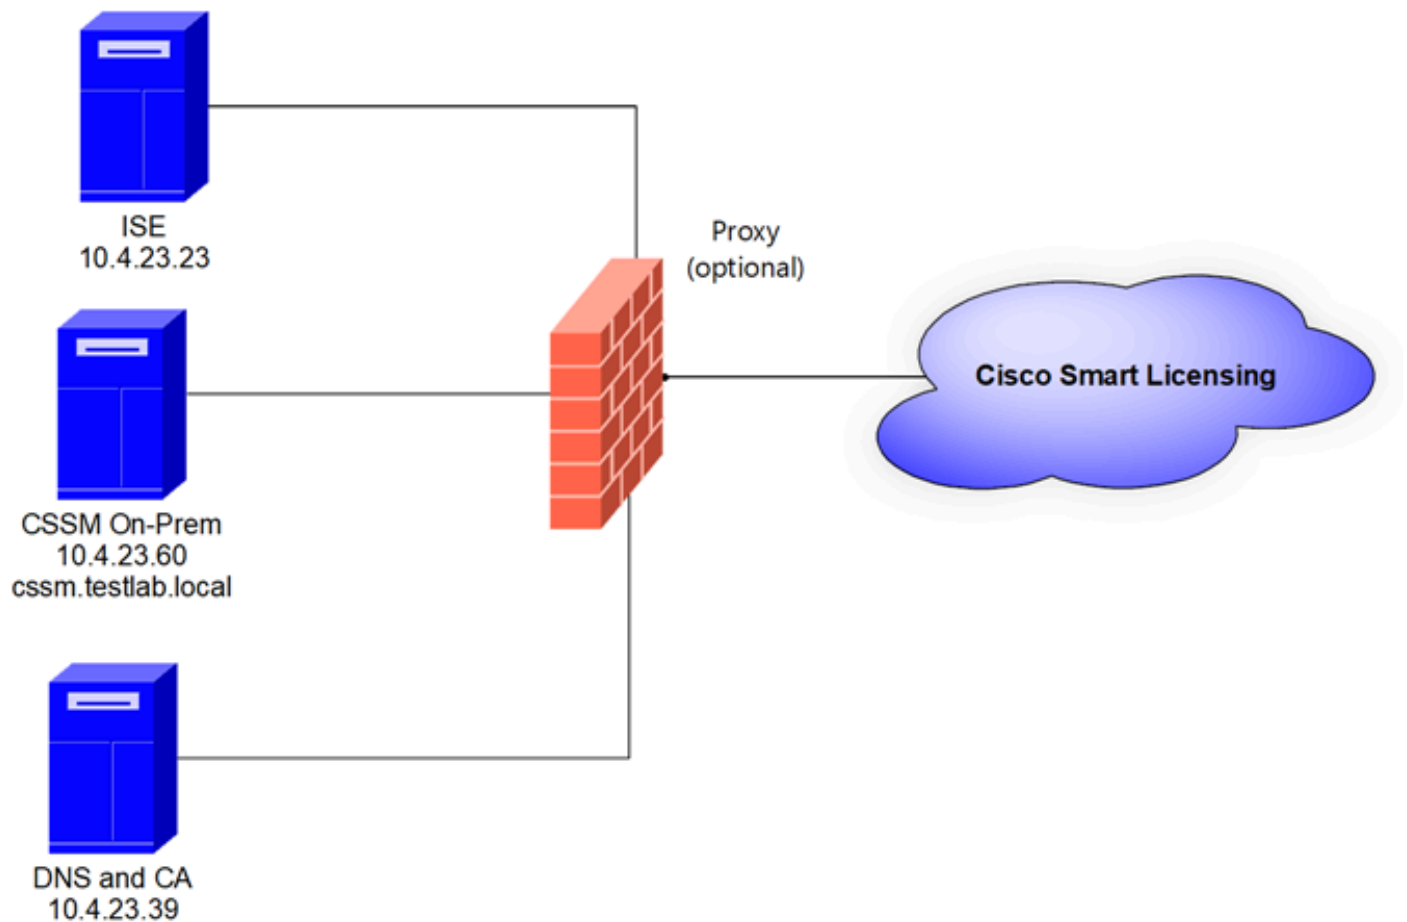 ISE
10.4.23.23
Proxy
(optional)
Cisco Smart Licensing
CSSM On-Prem
10.4.23.60
cssm.testlab.local
DNS and CA
10.4.23.39